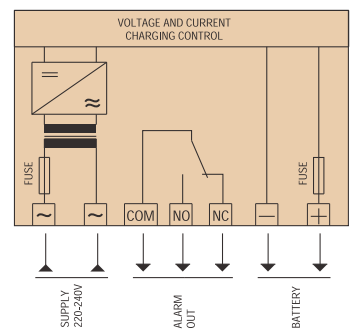 VOLTAGE AND CURRENT
CHARGING CONTROL
FUSE
FUSE
~
~
COM
NO
NC
—
+
SUPPLY
220-240V
ALARM
OUT
BATTERY